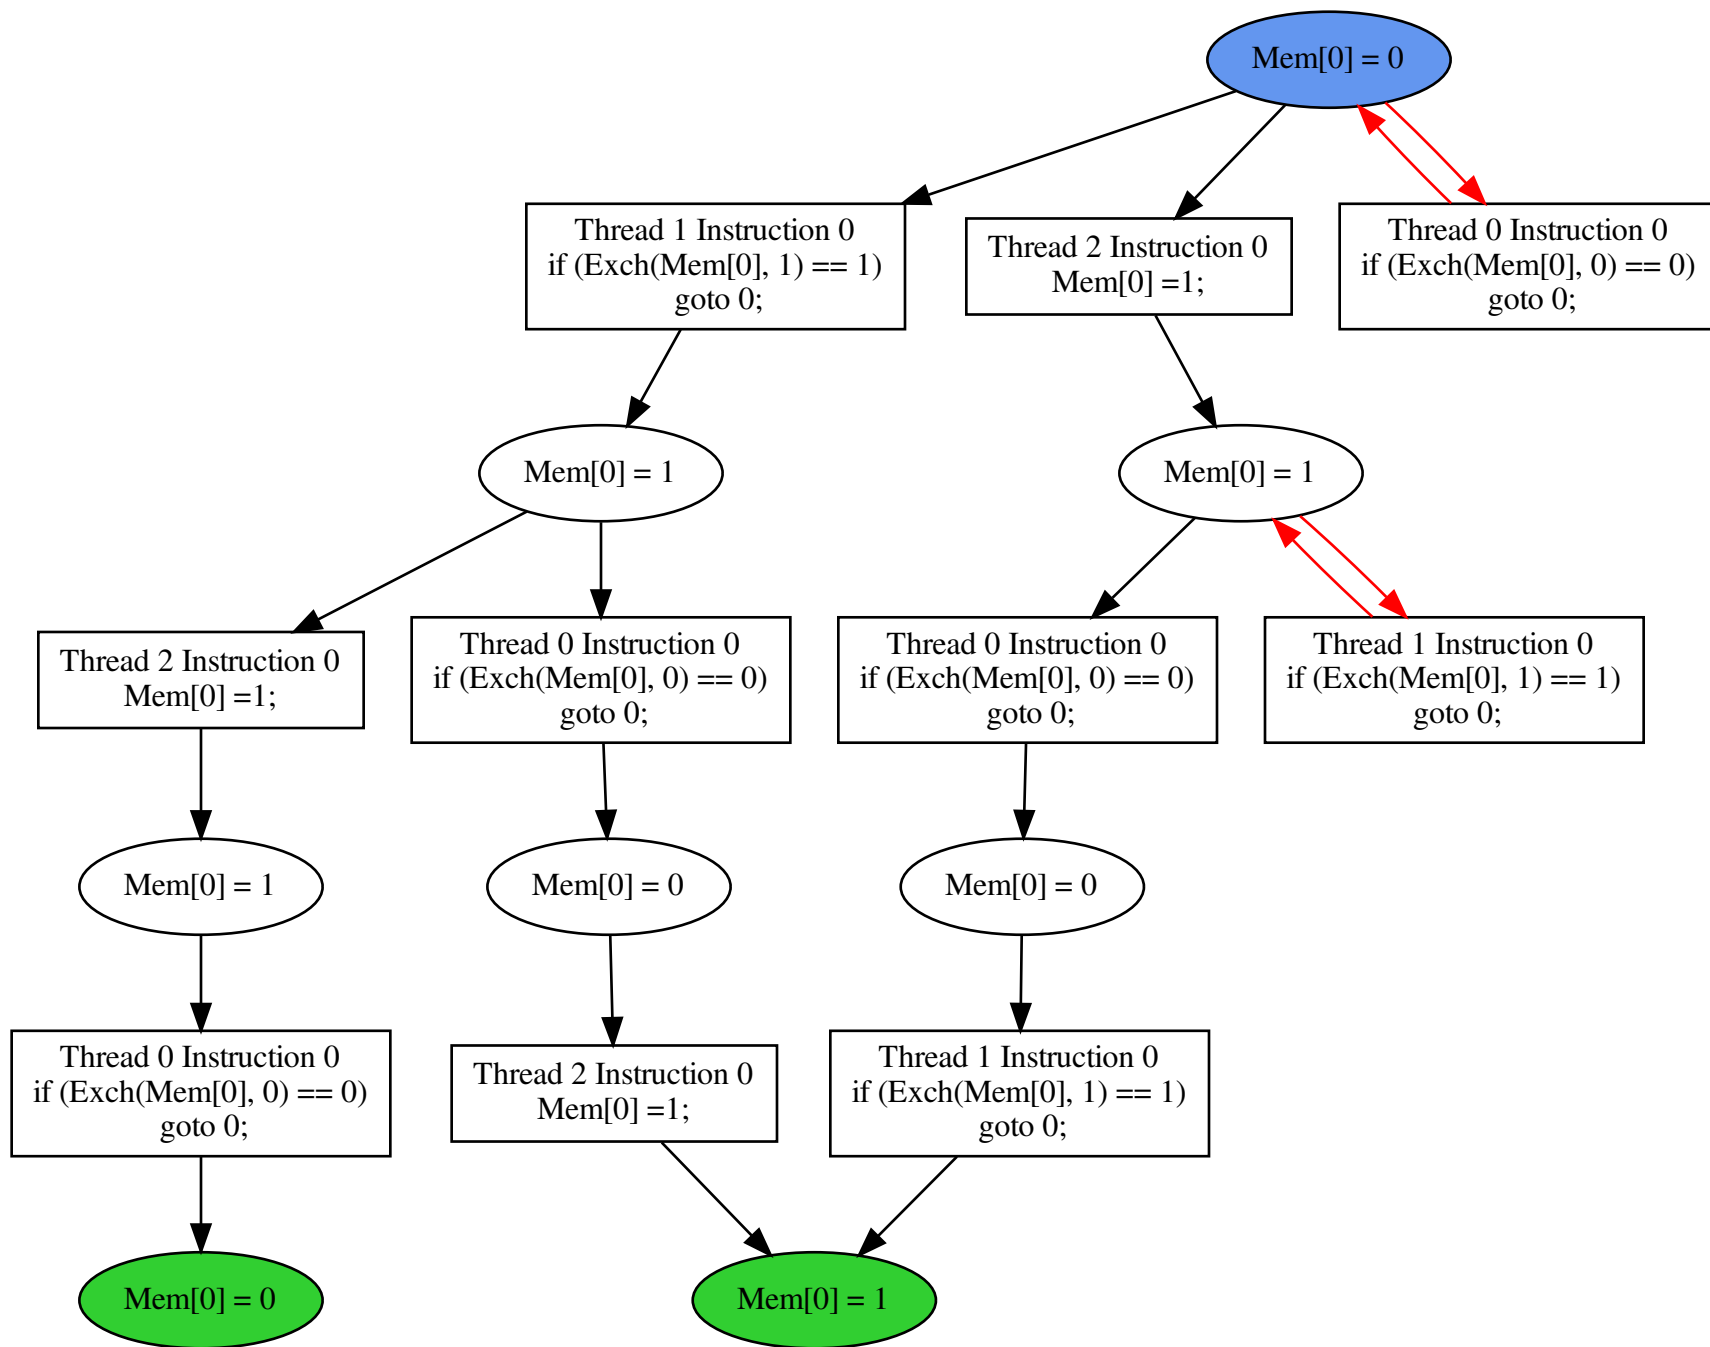 Mem[0] = 0
Thread 1 Instruction 0
if (Exch(Mem[0], 1) == 1)
goto 0;
Thread 2 Instruction 0
Mem[0] =1;
Thread 0 Instruction 0
if (Exch(Mem[0], 0) == 0)
goto 0;
Mem[0] = 1
Mem[0] = 1
Thread 2 Instruction 0
Mem[0] =1;
Thread 0 Instruction 0
if (Exch(Mem[0], 0) == 0)
goto 0;
Thread 0 Instruction 0
if (Exch(Mem[0], 0) == 0)
goto 0;
Thread 1 Instruction 0
if (Exch(Mem[0], 1) == 1)
goto 0;
Mem[0] = 1
Mem[0] = 0
Mem[0] = 0
Thread 0 Instruction 0
if (Exch(Mem[0], 0) == 0)
goto 0;
Thread 2 Instruction 0
Mem[0] =1;
Thread 1 Instruction 0
if (Exch(Mem[0], 1) == 1)
goto 0;
Mem[0] = 0
Mem[0] = 1